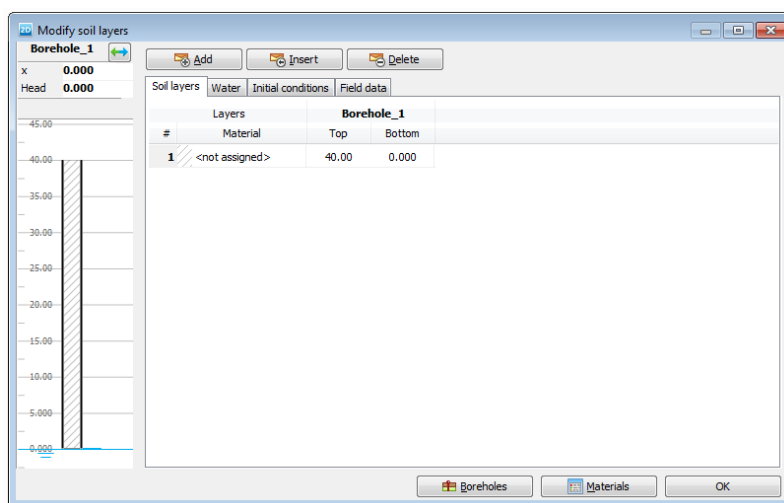 2D Modify soil layers
Borehole_1
x 0.000
Head 0.000
Add Insert Delete
Soil layers Water Initial conditions Field data
Layers Borehole_1
# Material Top Bottom
1 <not assigned> 40.00 0.000
45.00
40.00
35.00
30.00
25.00
20.00
15.00
10.00
5.000
0.000
Boreholes Materials OK